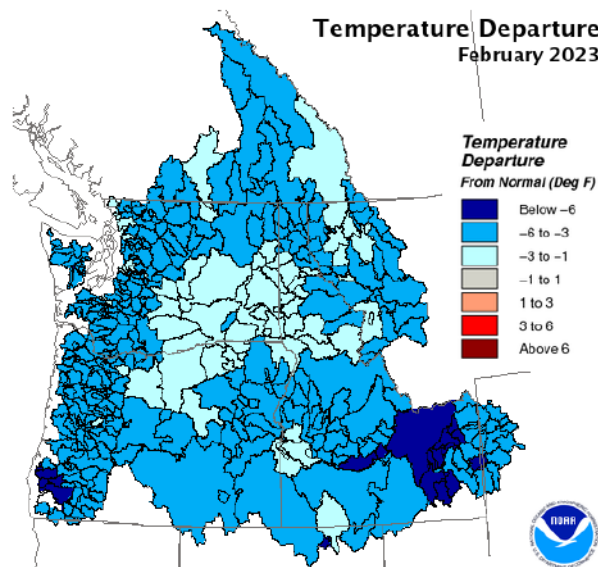 Temperature Departure
February 2023
Temperature
Departure
From Normal (Deg F)
Below −6
−6 to −3
−3 to −1
−1 to 1
1 to 3
3 to 6
Above 6
NOAA